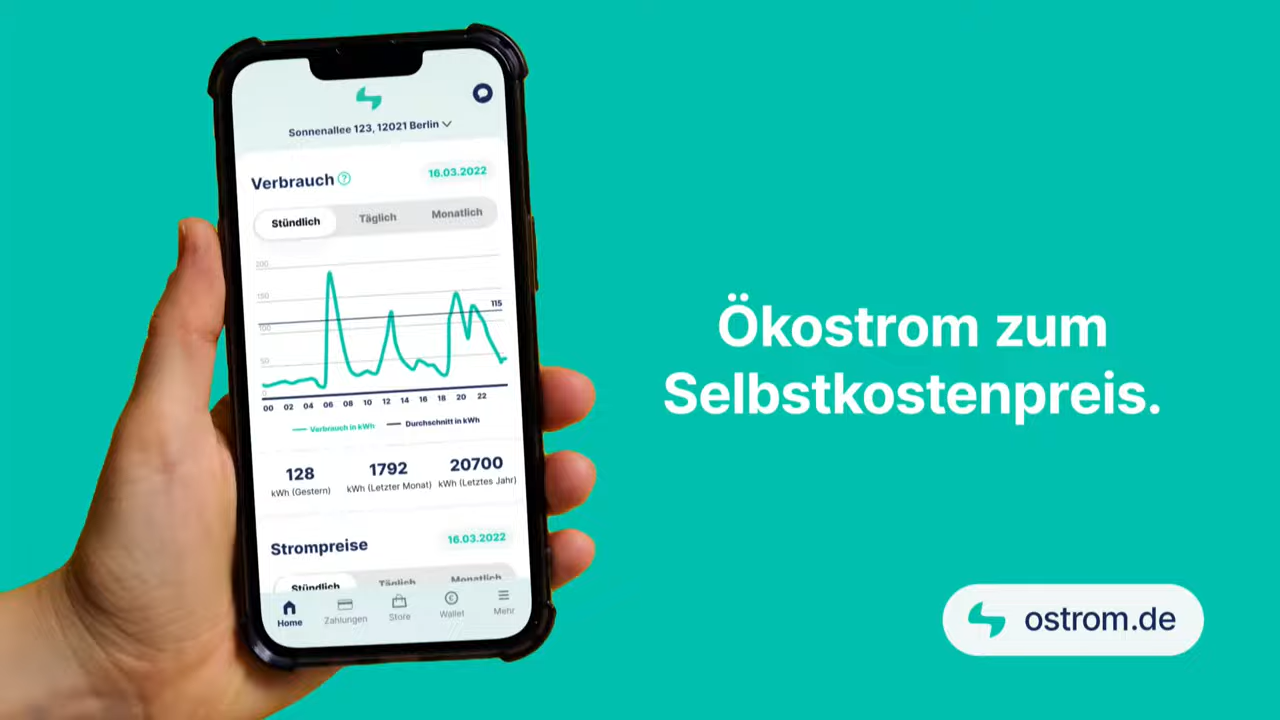 Sonnenallee 123, 12021 Berlin
Verbrauch ?
16.03.2022
Stündlich Täglich Monatlich
200
150
115
100
50
0
00 02 04 06 08 10 12 14 16 18 20 22
Verbrauch in kWh Durchschnitt in kWh
128 1792 20700
kWh (Gestern) kWh (Letzter Monat) kWh (Letztes Jahr)
Strompreise
16.03.2022
Stündlich Täglich Monatlich
Home Zahlungen Store Wallet Mehr
Ökostrom zum
Selbstkostenpreis.
ostrom.de